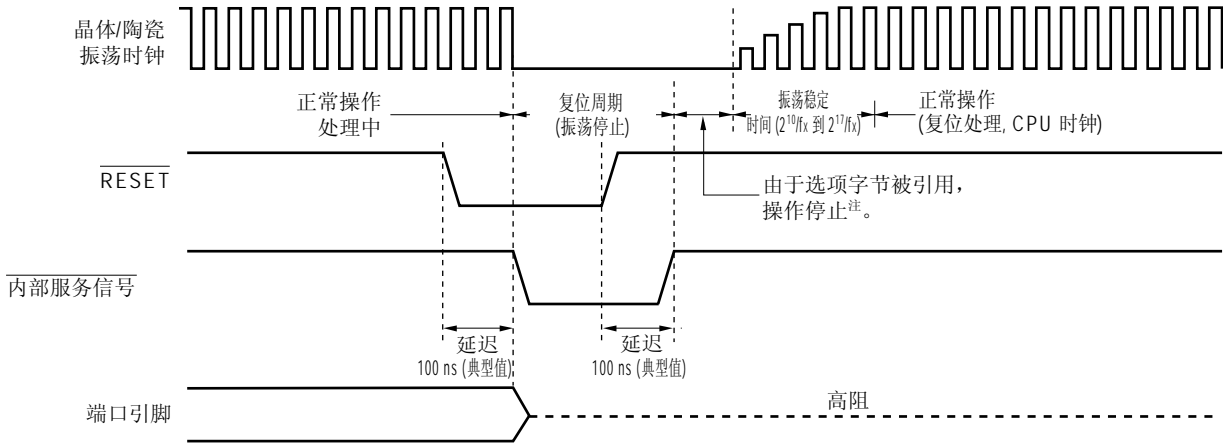 晶体/陶瓷
振荡时钟
正常操作
处理中
复位周期
(振荡停止)
振荡稳定
时间 (2¹⁰/fx 到 2¹⁷/fx)
正常操作
(复位处理, CPU 时钟)
RESET
由于选项字节被引用，
操作停止注。
内部服务信号
延迟
100 ns (典型值)
延迟
100 ns (典型值)
端口引脚
高阻